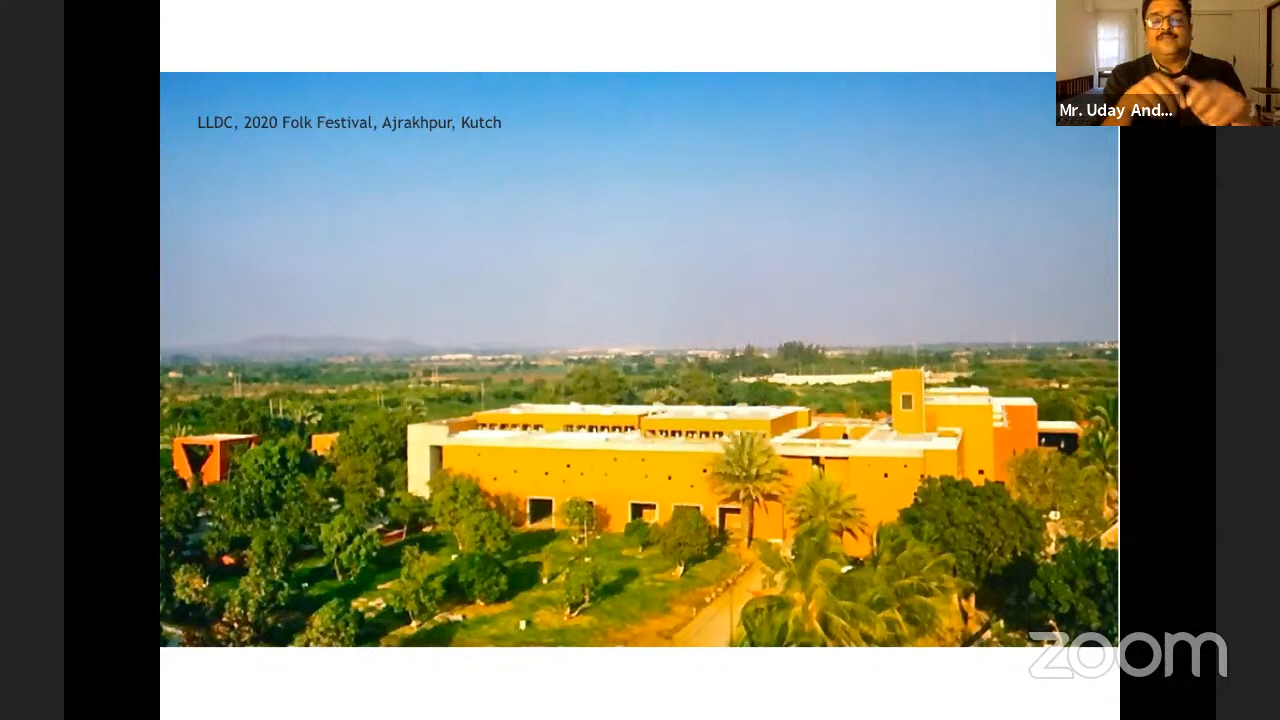 LLDC, 2020 Folk Festival, Ajrakhpur, Kutch
Mr. Uday And...
zoom